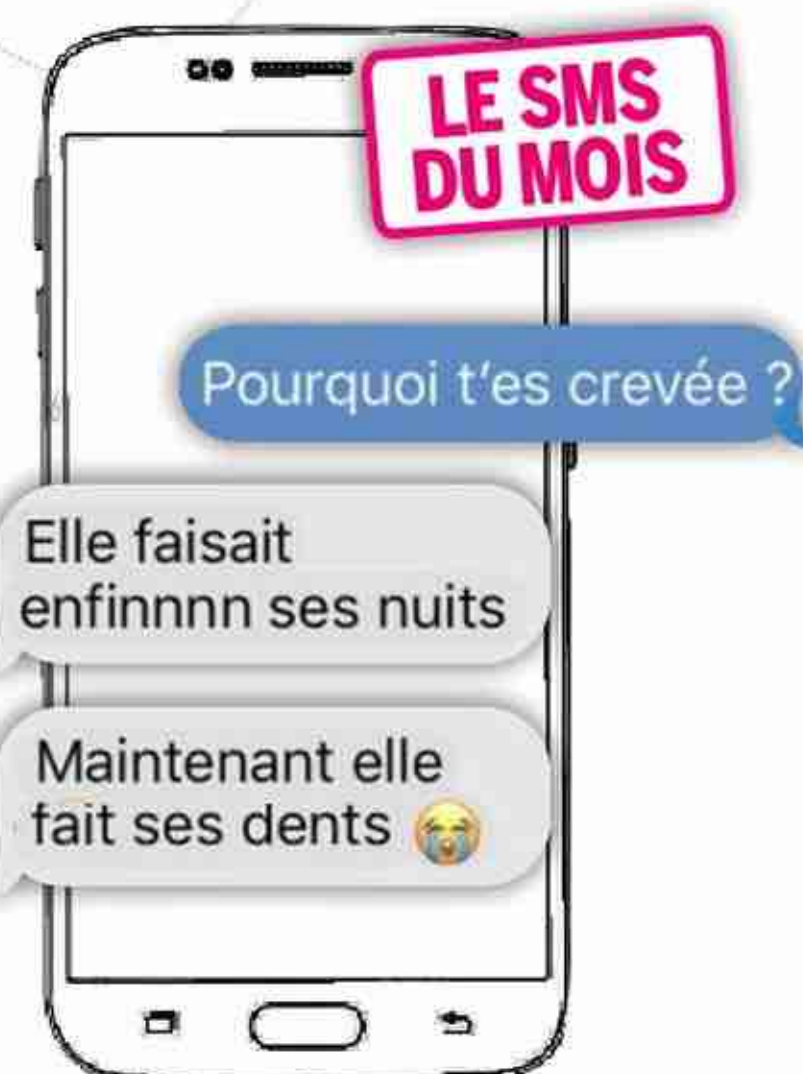 LE SMS
DU MOIS
Pourquoi t'es crevée ?
Elle faisait
enfinnnn ses nuits
Maintenant elle
fait ses dents 😭